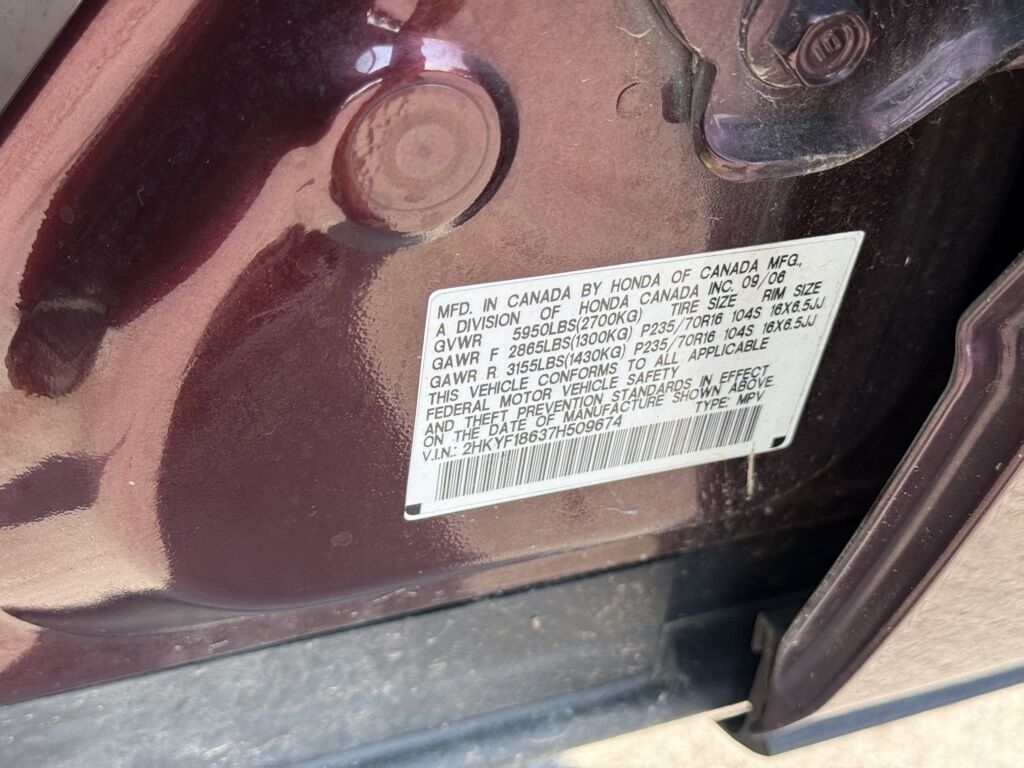 MFD. IN CANADA BY HONDA OF CANADA MFG.,
A DIVISION OF HONDA CANADA INC. 09/06
GVWR 5950LBS(2700KG) TIRE SIZE RIM SIZE
GAWR F 2865LBS(1300KG) P235/70R16 104S 16X6.5JJ
GAWR R 3155LBS(1430KG) P235/70R16 104S 16X6.5JJ
THIS VEHICLE CONFORMS TO ALL APPLICABLE
FEDERAL MOTOR VEHICLE SAFETY
AND THEFT PREVENTION STANDARDS IN EFFECT
ON THE DATE OF MANUFACTURE SHOWN ABOVE.
V.I.N.: 2HKYF18637H509674 TYPE: MPV